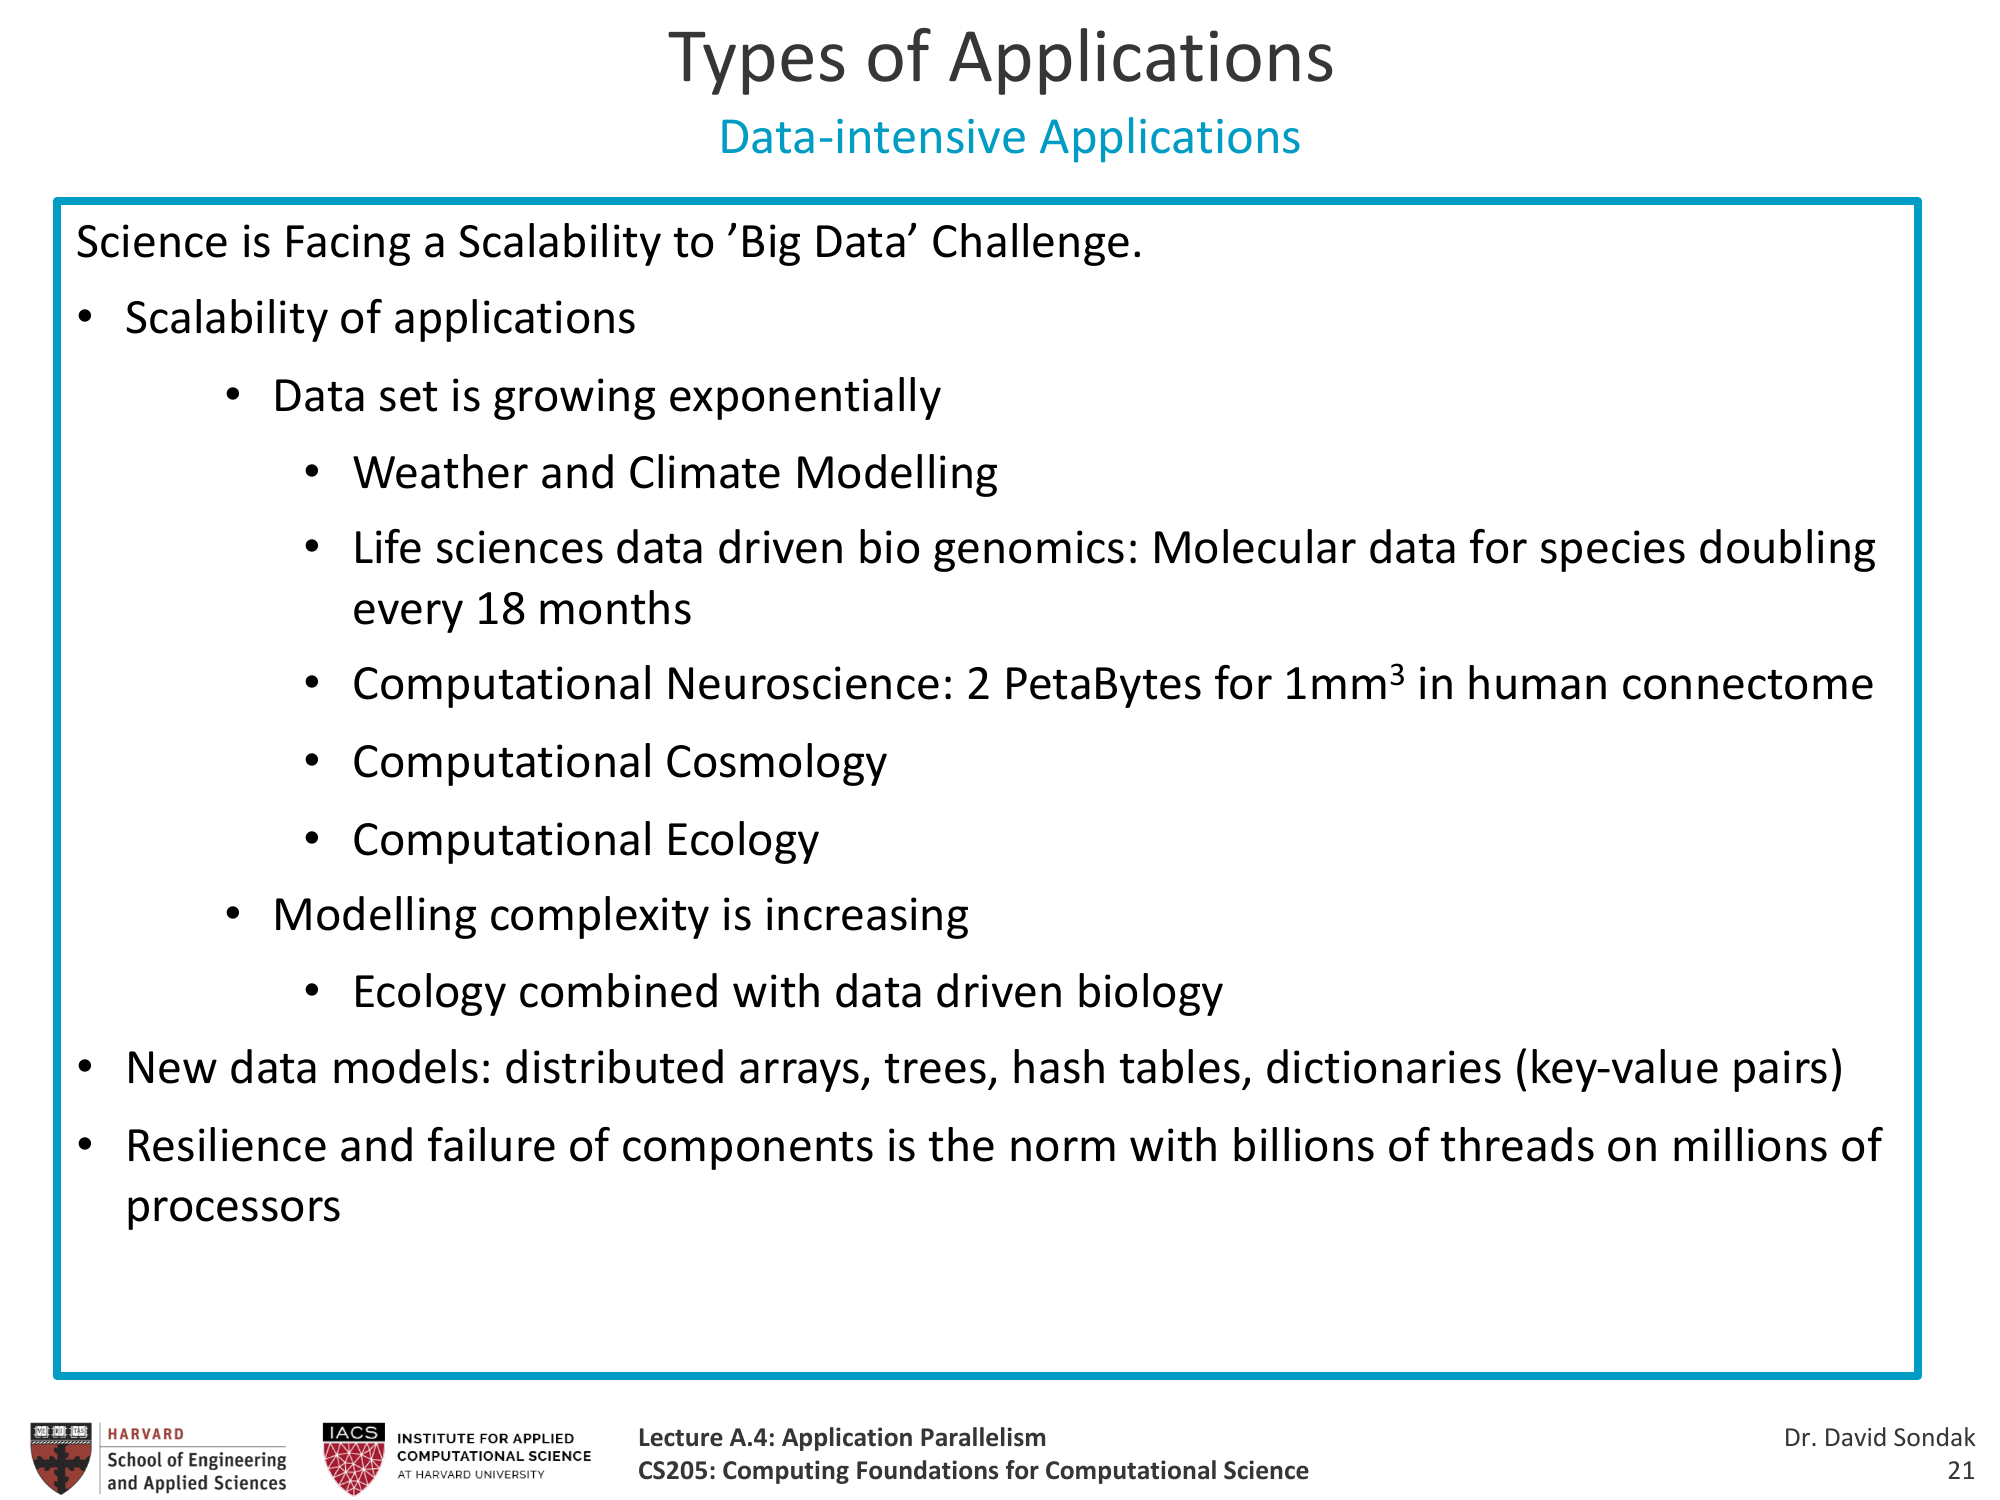 Types of Applications
Data-intensive Applications
Science is Facing a Scalability to ’Big Data’ Challenge.
• Scalability of applications
• Data set is growing exponentially
• Weather and Climate Modelling
• Life sciences data driven bio genomics: Molecular data for species doubling
every 18 months
• Computational Neuroscience: 2 PetaBytes for 1mm³ in human connectome
• Computational Cosmology
• Computational Ecology
• Modelling complexity is increasing
• Ecology combined with data driven biology
• New data models: distributed arrays, trees, hash tables, dictionaries (key-value pairs)
• Resilience and failure of components is the norm with billions of threads on millions of
processors
HARVARD
School of Engineering
and Applied Sciences
IACS
INSTITUTE FOR APPLIED
COMPUTATIONAL SCIENCE
AT HARVARD UNIVERSITY
Lecture A.4: Application Parallelism
CS205: Computing Foundations for Computational Science
Dr. David Sondak
21